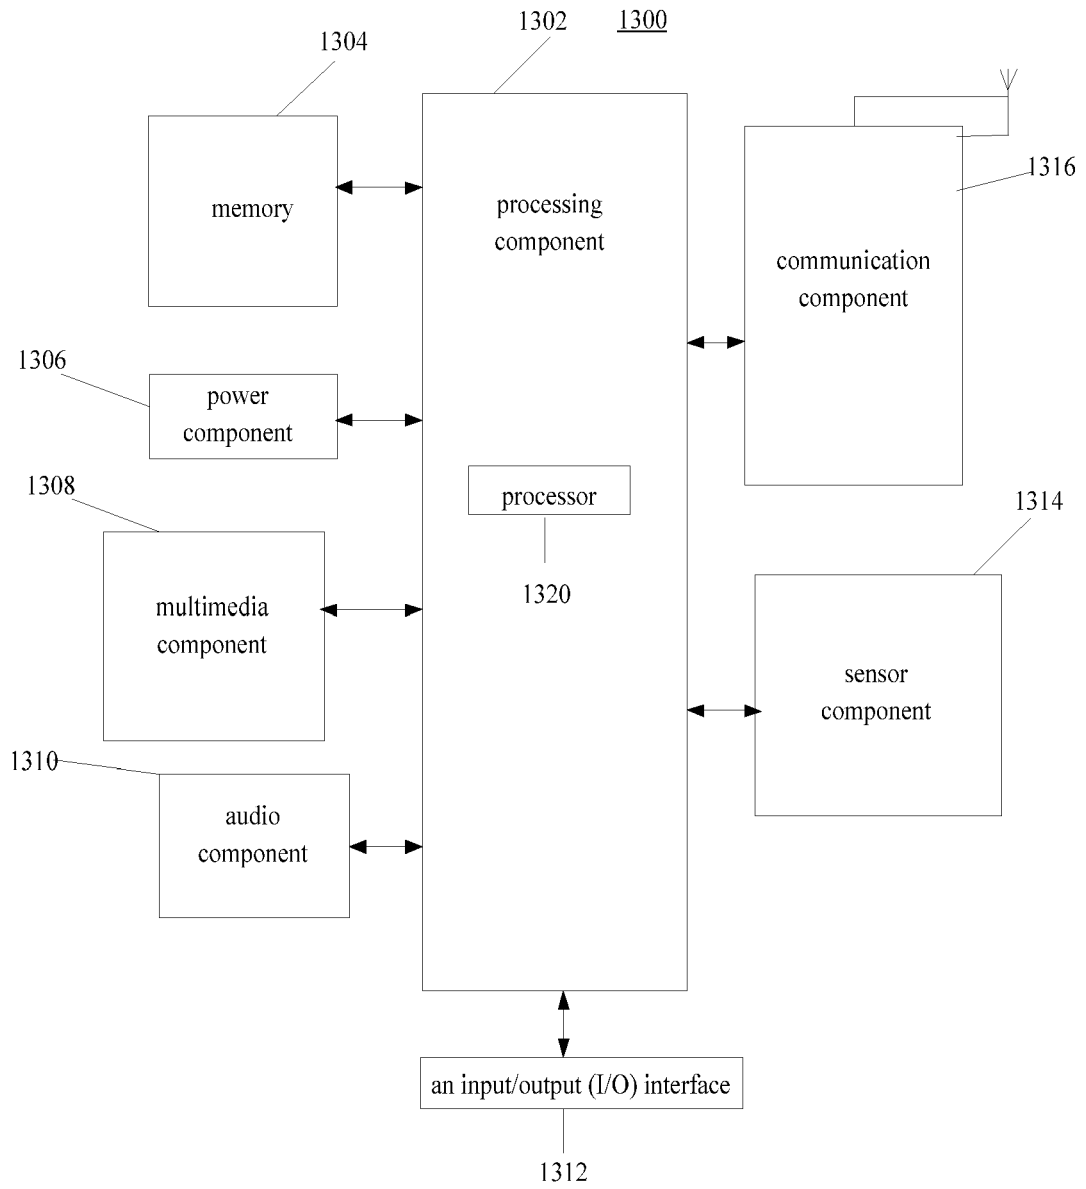 1302
1300
1304
1316
memory
processing
component
communication
component
1306
power
component
1308
processor
1314
1320
multimedia
component
sensor
component
1310
audio
component
an input/output (I/O) interface
1312